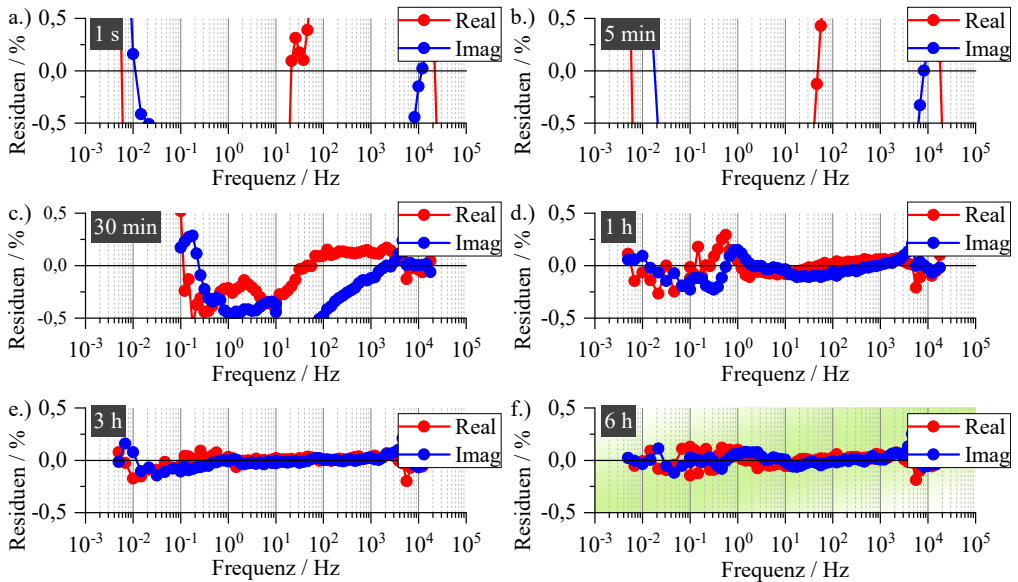 a.)
0,5
0,0
-0,5
Residuen / %
1 s
Real
Imag
10-3 10-2 10-1 100 101 102 103 104 105
Frequenz / Hz
b.)
0,5
0,0
-0,5
Residuen / %
5 min
Real
Imag
10-3 10-2 10-1 100 101 102 103 104 105
Frequenz / Hz
c.)
0,5
0,0
-0,5
Residuen / %
30 min
Real
Imag
10-3 10-2 10-1 100 101 102 103 104 105
Frequenz / Hz
d.)
0,5
0,0
-0,5
Residuen / %
1 h
Real
Imag
10-3 10-2 10-1 100 101 102 103 104 105
Frequenz / Hz
e.)
0,5
0,0
-0,5
Residuen / %
3 h
Real
Imag
10-3 10-2 10-1 100 101 102 103 104 105
Frequenz / Hz
f.)
0,5
0,0
-0,5
Residuen / %
6 h
Real
Imag
10-3 10-2 10-1 100 101 102 103 104 105
Frequenz / Hz